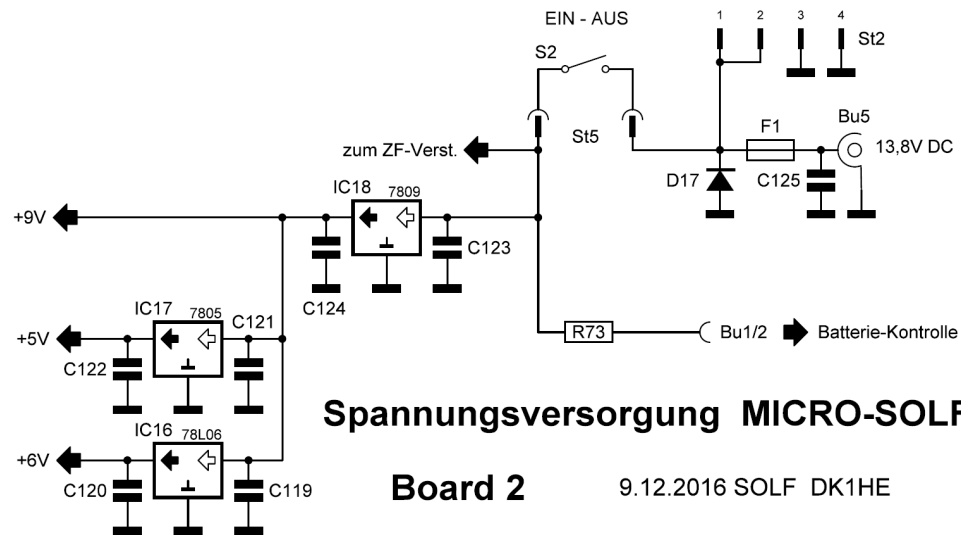 EIN - AUS
1 2 3 4
St2
S2
Bu5
F1
St5
13,8V DC
zum ZF-Verst.
D17
C125
IC18
7809
+9V
C123
C124
IC17
7805
C121
+5V
R73
Bu1/2
Batterie-Kontrolle
C122
Spannungsversorgung MICRO-SOLF
IC16
78L06
+6V
C120
C119
Board 2
9.12.2016 SOLF DK1HE